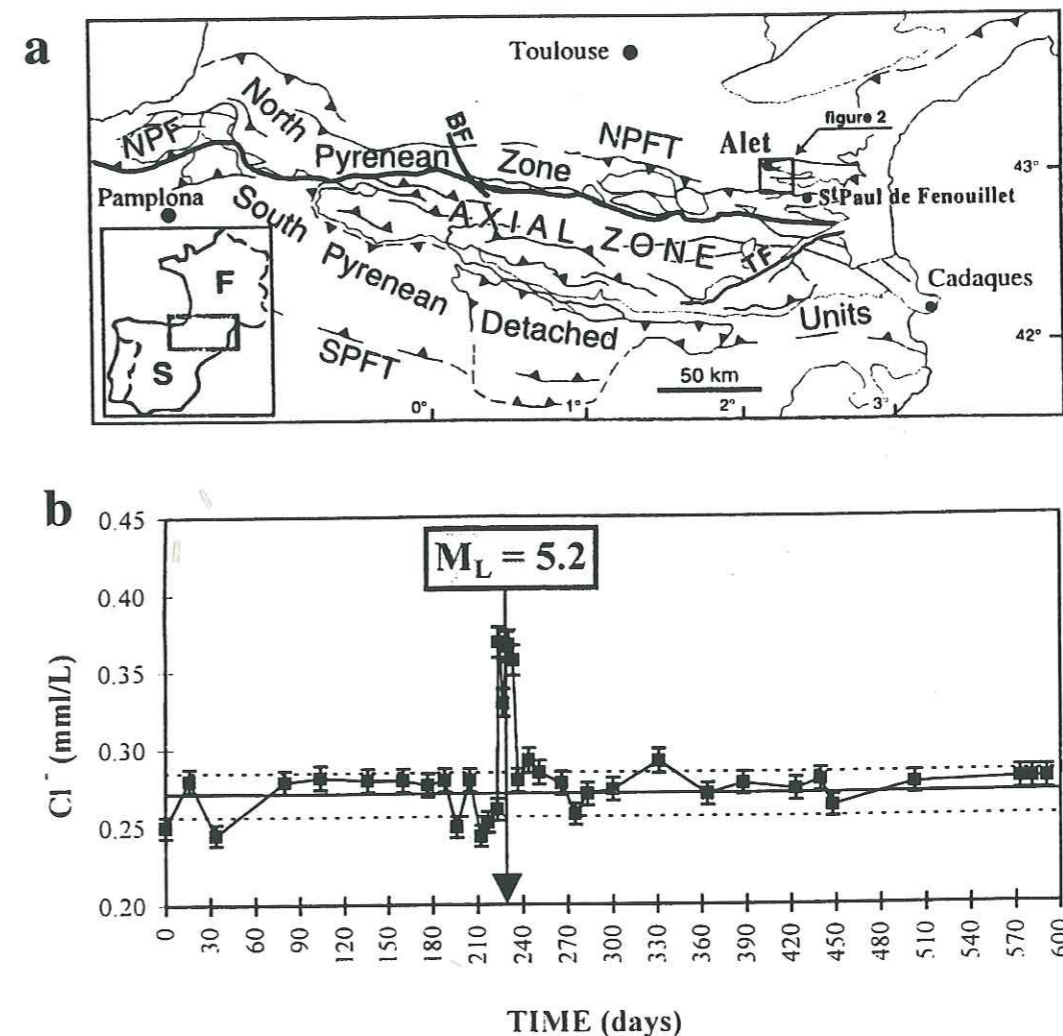 a
Toulouse
North
BF
NPFT
figure 2
Alet
43°
NPF
Pyrenean
Zone
StPaul de Fenouillet
Pamplona
South
AXIAL ZONE
TF
F
Pyrenean
Cadaques
Detached
Units
42°
S
SPFT
50 km
0°
1°
2°
3°
b
0.45
ML = 5.2
0.40
0.35
0.30
0.25
0.20
Cl- (mml/L)
0 30 60 90 120 150 180 210 240 270 300 330 360 390 420 450 480 510 540 570 600
TIME (days)